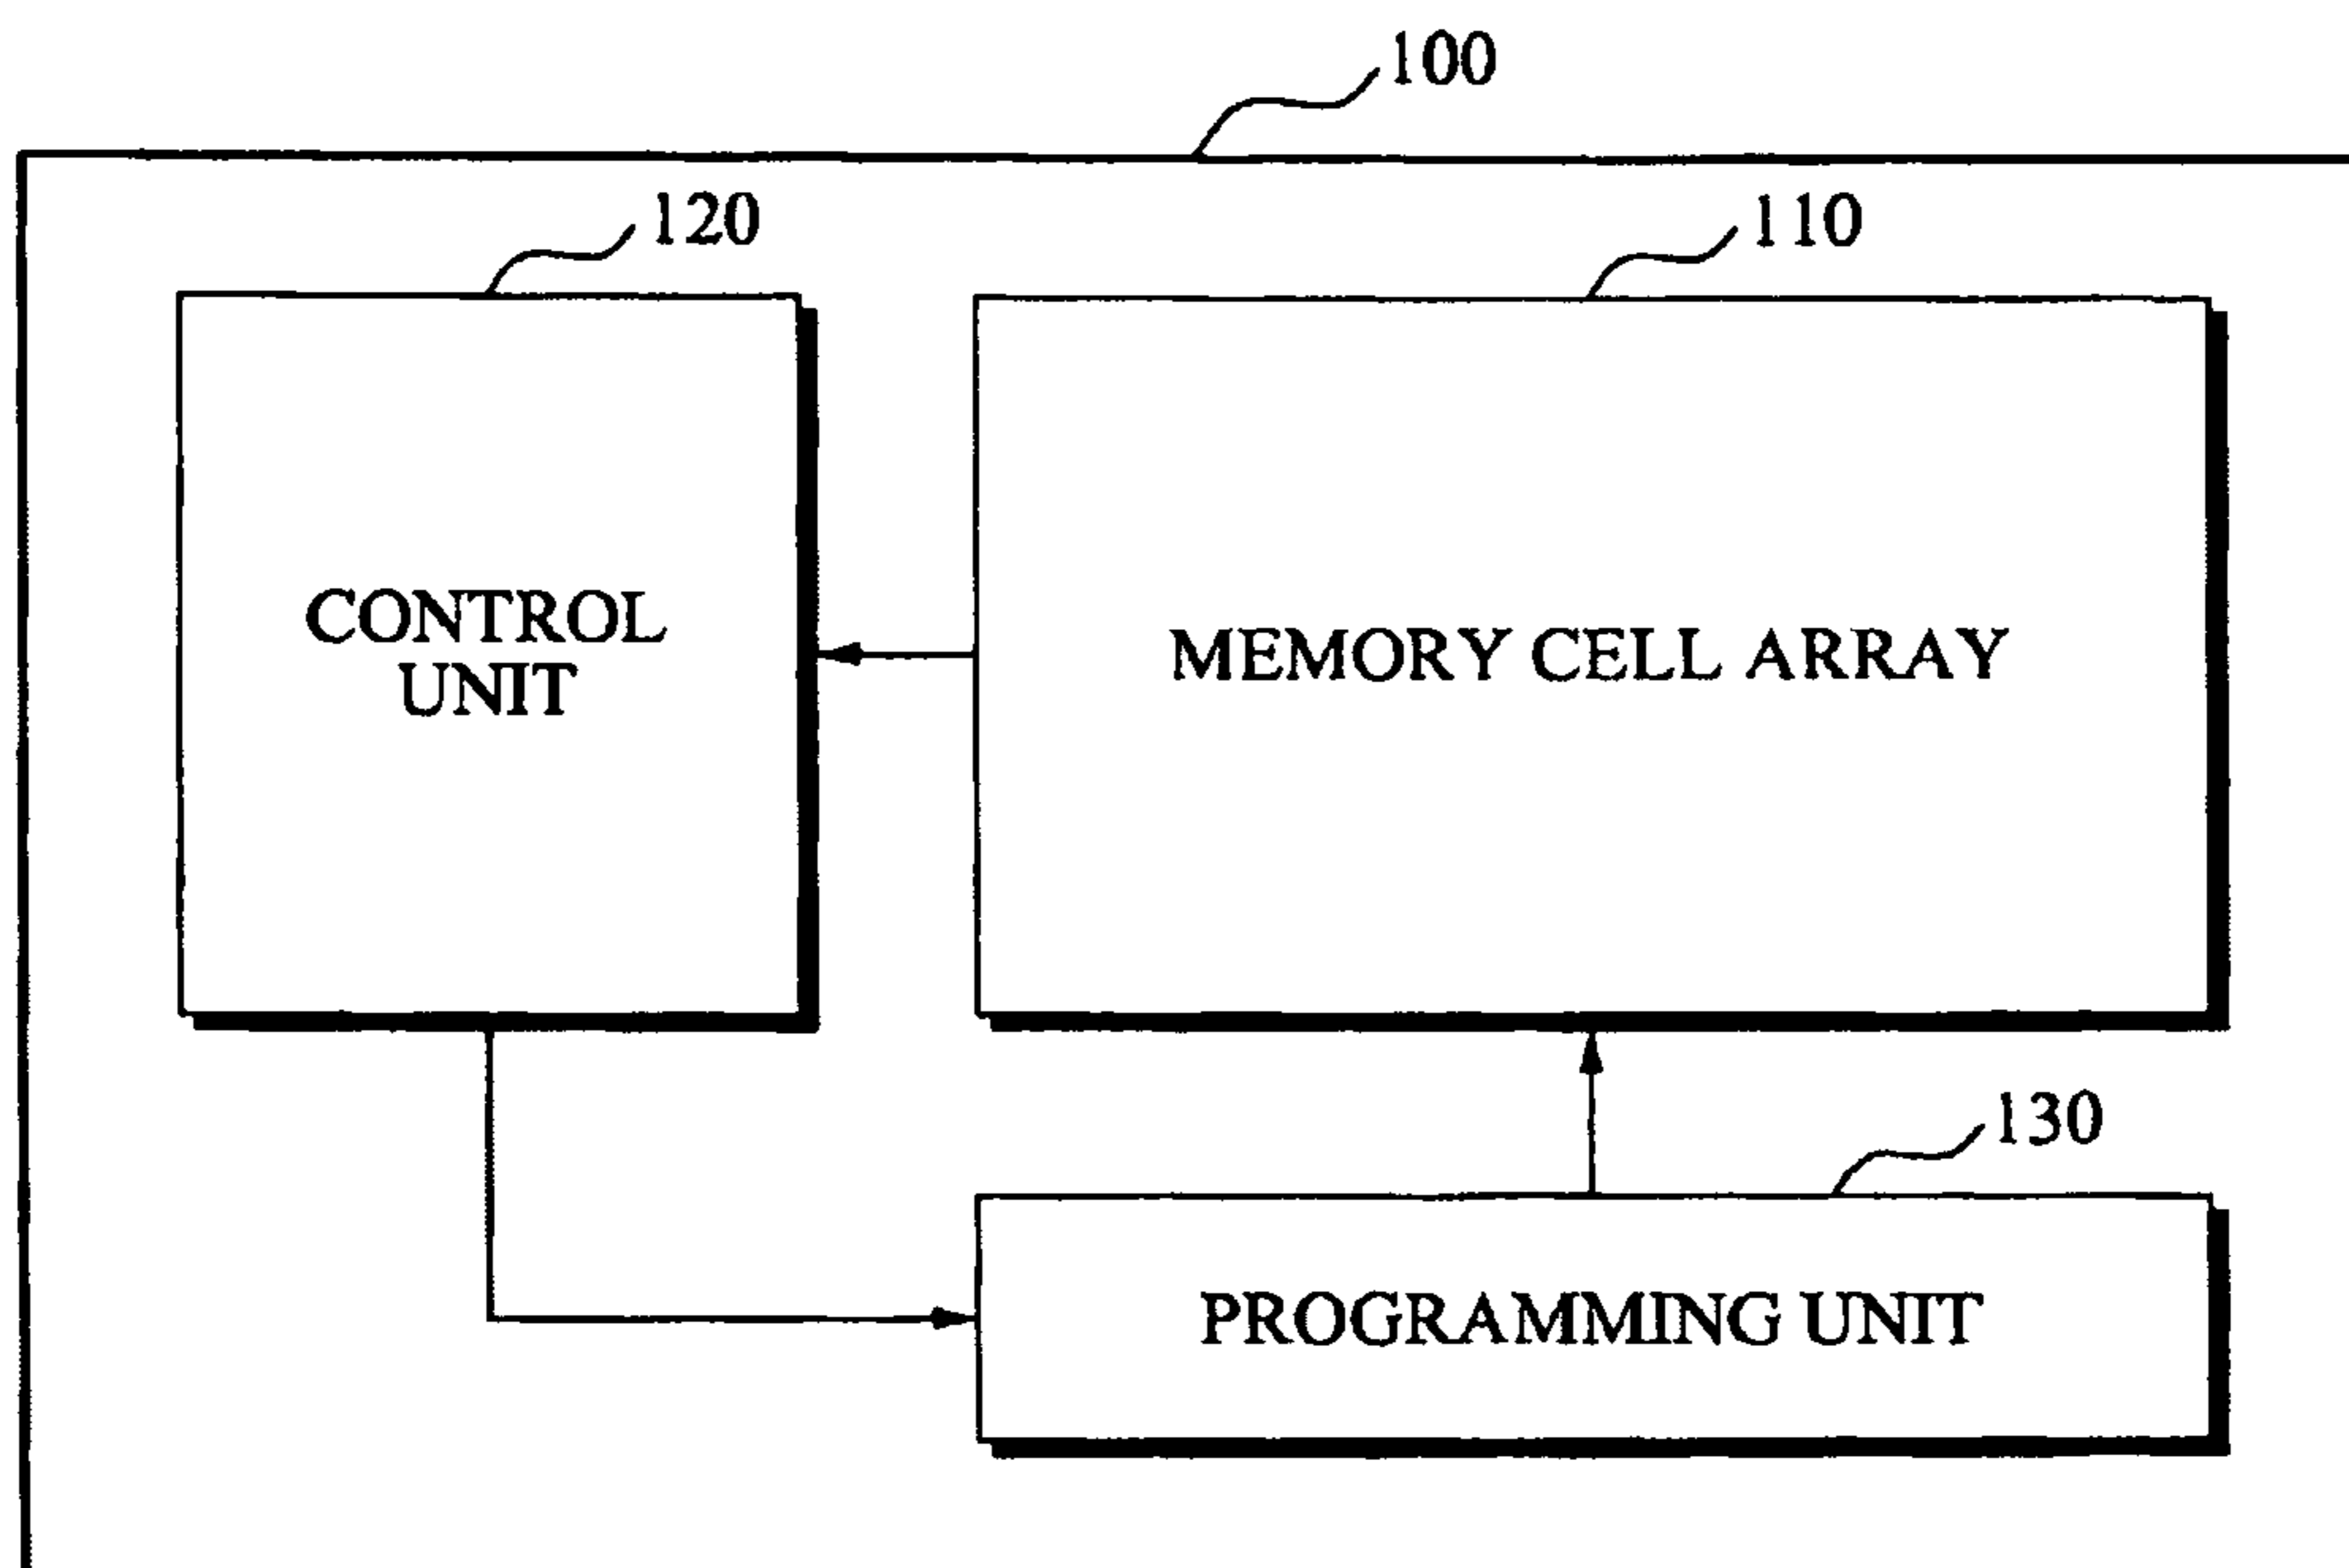 100
120
110
CONTROL
UNIT
MEMORY CELL ARRAY
130
PROGRAMMING UNIT